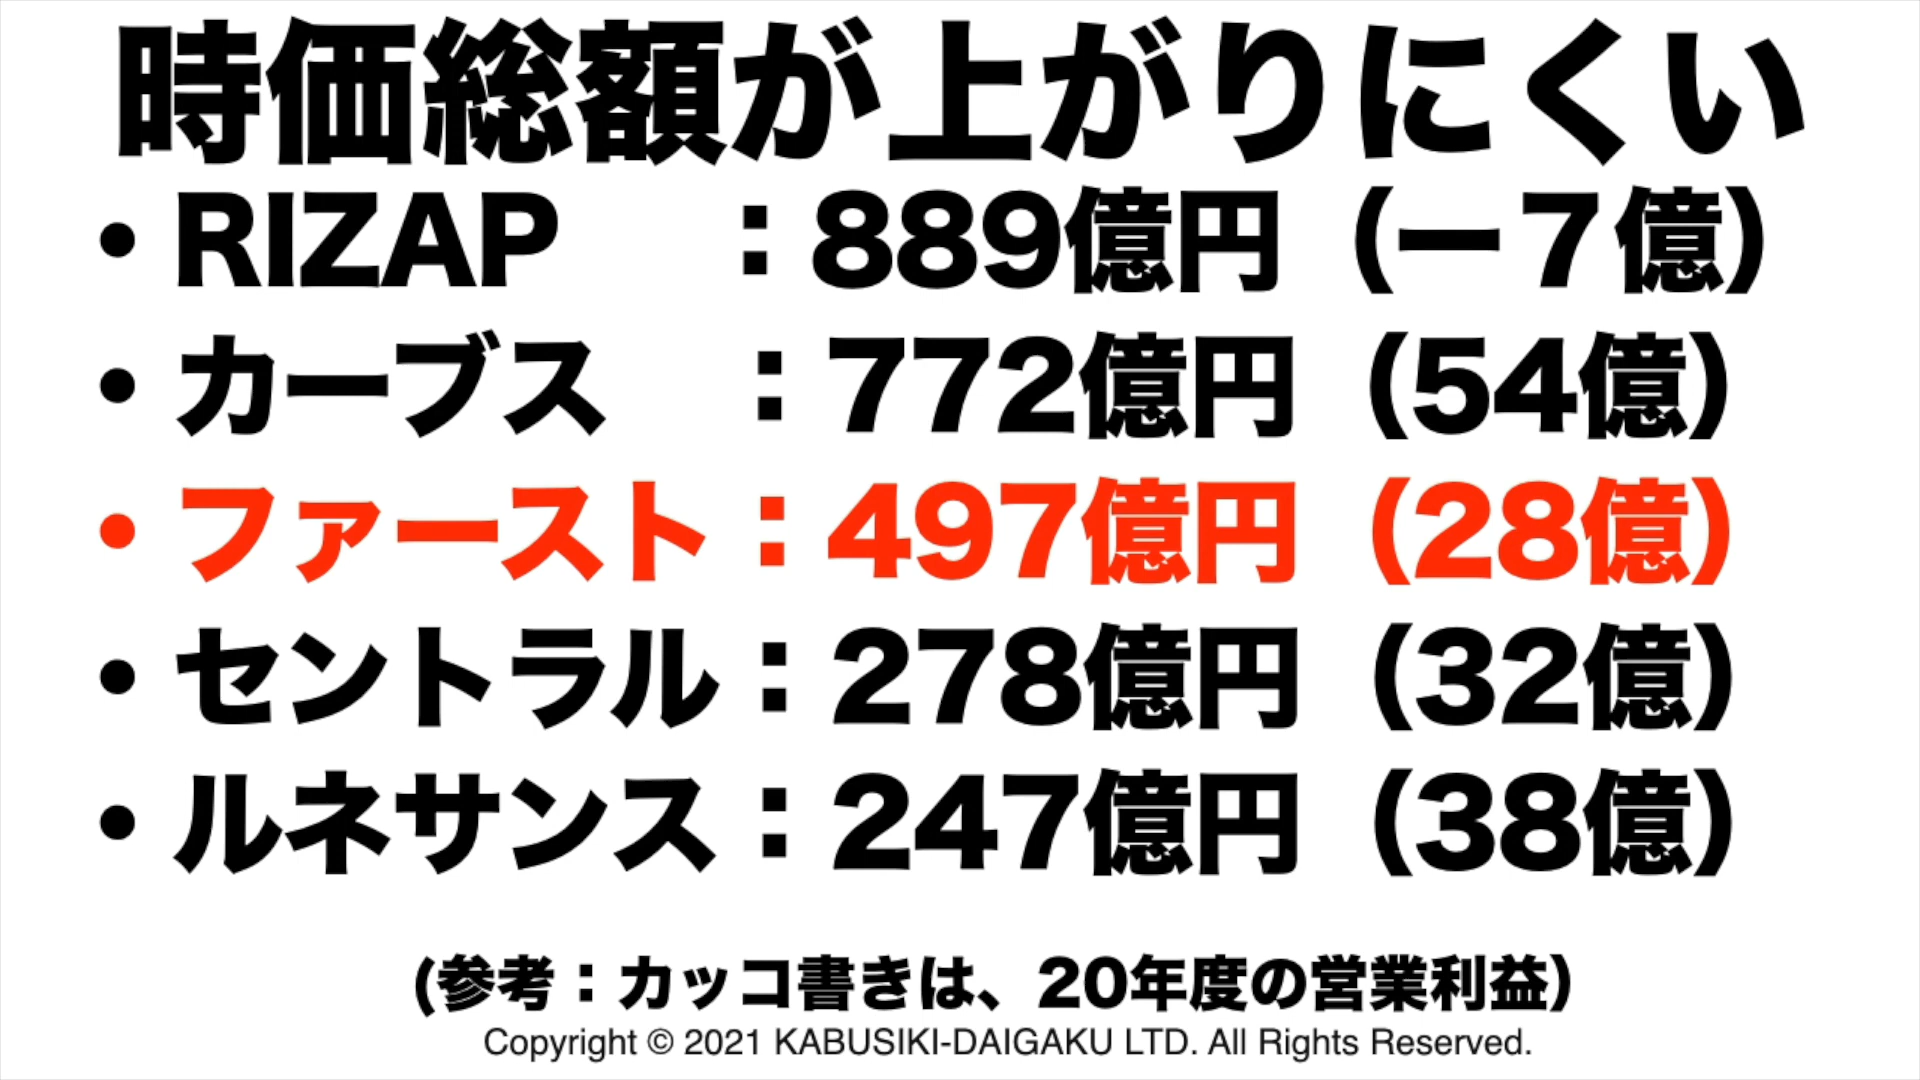 時価総額が上がりにくい
・RIZAP ：889億円（ー７億）
・カーブス ：772億円（54億）
・ファースト：497億円（28億）
・セントラル：278億円（32億）
・ルネサンス：247億円（38億）
(参考：カッコ書きは、20年度の営業利益）
Copyright © 2021 KABUSIKI-DAIGAKU LTD. All Rights Reserved.